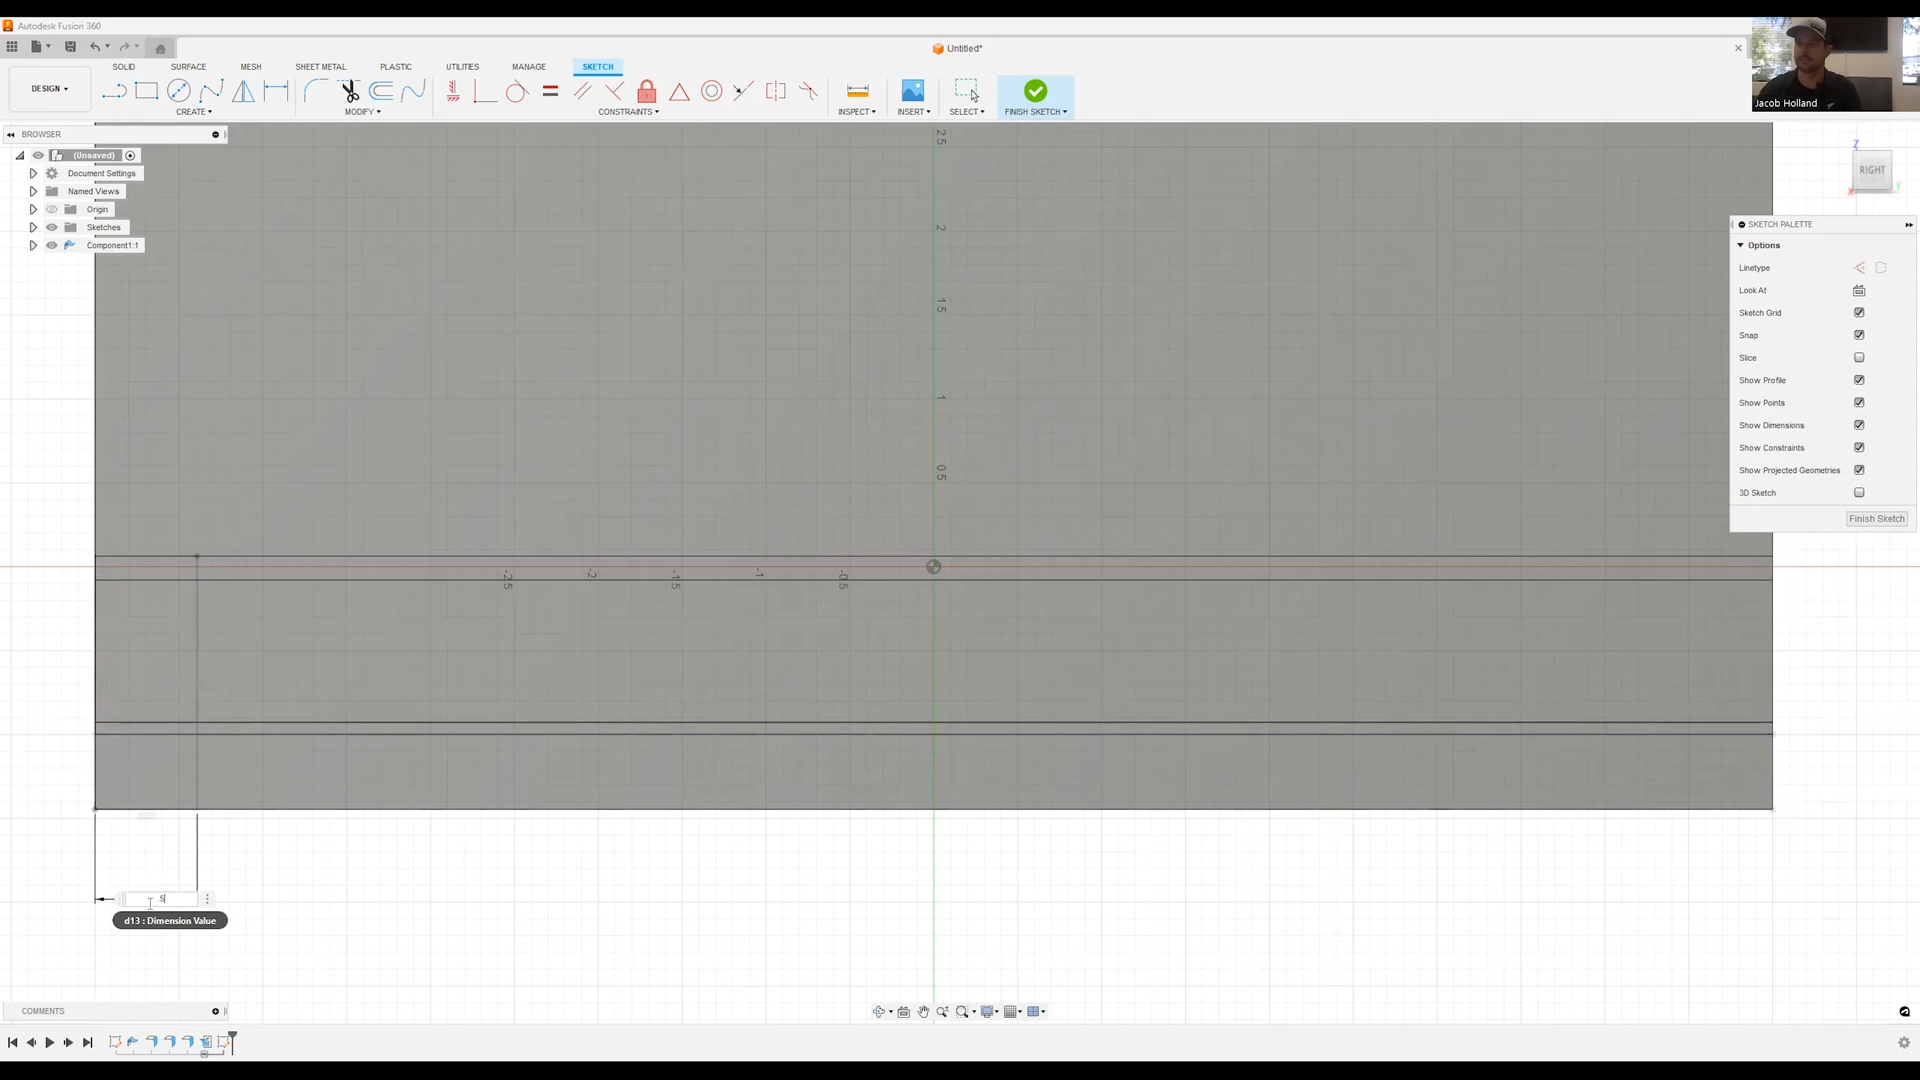 Autodesk Fusion 360
Untitled*
DESIGN
SOLID
SURFACE
MESH
SHEET METAL
PLASTIC
UTILITIES
MANAGE
SKETCH
CREATE
MODIFY
CONSTRAINTS
INSPECT
INSERT
SELECT
FINISH SKETCH
Jacob Holland
BROWSER
(Unsaved)
Document Settings
Named Views
Origin
Sketches
Component1:1
Z
RIGHT
X
Y
SKETCH PALETTE
Options
Linetype
Look At
Sketch Grid
Snap
Slice
Show Profile
Show Points
Show Dimensions
Show Constraints
Show Projected Geometries
3D Sketch
Finish Sketch
2.5
2
1.5
1
0.5
-2.5
-2
-1.5
-1
-0.5
.5
d13 : Dimension Value
COMMENTS